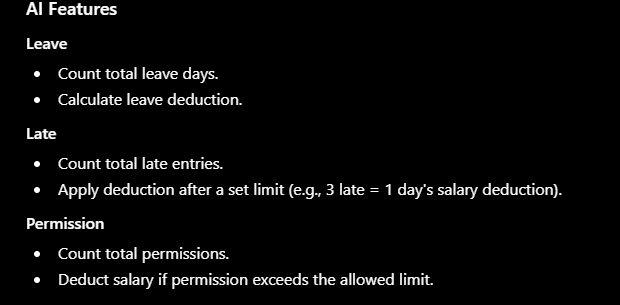 AI Features
Leave
• Count total leave days.
• Calculate leave deduction.
Late
• Count total late entries.
• Apply deduction after a set limit (e.g., 3 late = 1 day's salary deduction).
Permission
• Count total permissions.
• Deduct salary if permission exceeds the allowed limit.